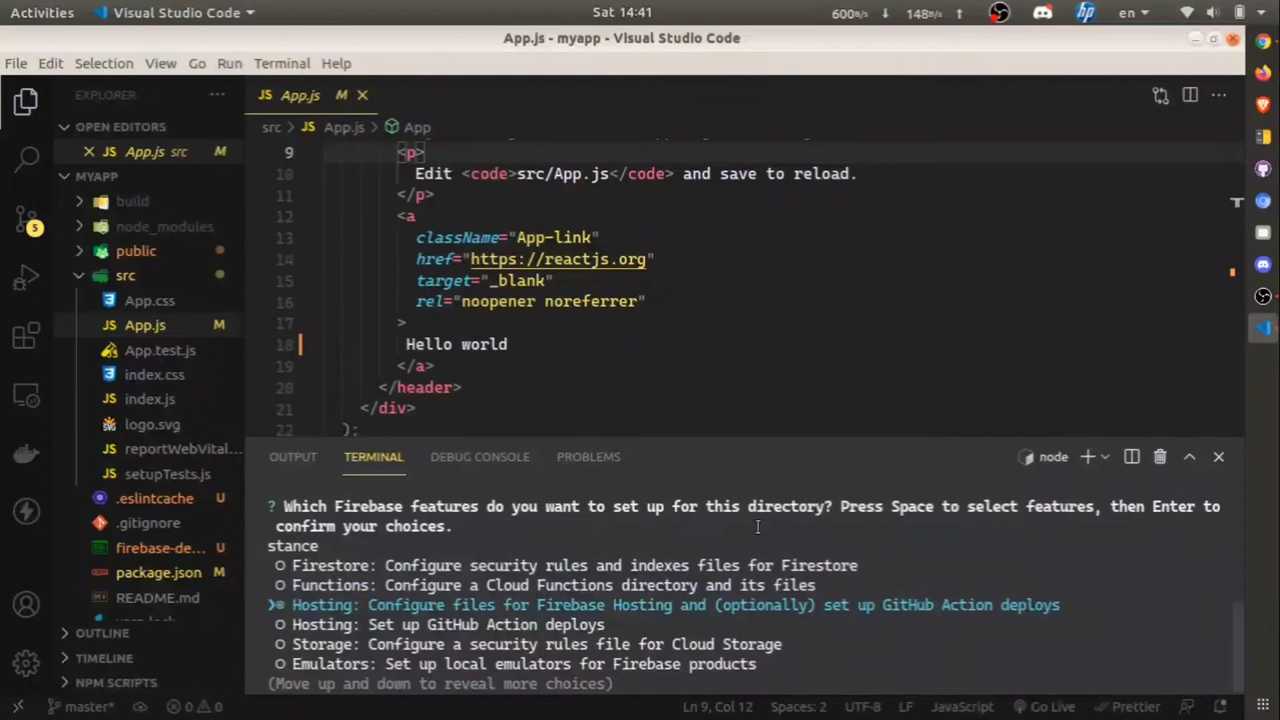 Activities Visual Studio Code Sat 14:41 600B/s 148B/s en
App.js - myapp - Visual Studio Code
File Edit Selection View Go Run Terminal Help
EXPLORER
OPEN EDITORS
App.js src M
MYAPP
build
node_modules
public
src
App.css
App.js M
App.test.js
index.css
index.js
logo.svg
reportWebVital...
setupTests.js
.eslintcache U
.gitignore
firebase-de... U
package.json M
README.md
OUTLINE
TIMELINE
NPM SCRIPTS
5
App.js M
src > App.js > App
9 <p>
10 Edit <code>src/App.js</code> and save to reload.
11 </p>
12 <a
13 className="App-link"
14 href="https://reactjs.org"
15 target="_blank"
16 rel="noopener noreferrer"
17 >
18 Hello world
19 </a>
20 </header>
21 </div>
22 );
OUTPUT TERMINAL DEBUG CONSOLE PROBLEMS node
? Which Firebase features do you want to set up for this directory? Press Space to select features, then Enter to
confirm your choices.
stance
Firestore: Configure security rules and indexes files for Firestore
Functions: Configure a Cloud Functions directory and its files
Hosting: Configure files for Firebase Hosting and (optionally) set up GitHub Action deploys
Hosting: Set up GitHub Action deploys
Storage: Configure a security rules file for Cloud Storage
Emulators: Set up local emulators for Firebase products
(Move up and down to reveal more choices)
master* 0 0 Ln 9, Col 12 Spaces: 2 UTF-8 LF JavaScript Go Live Prettier